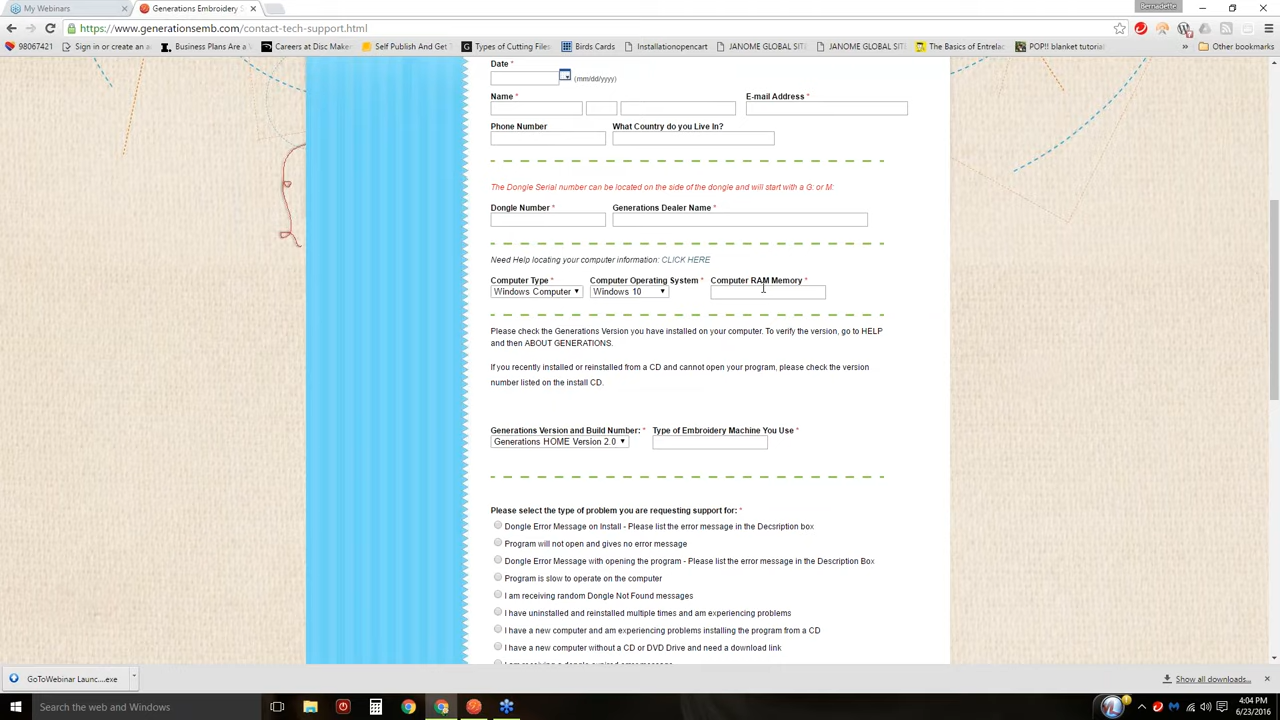 Bernadette
My Webinars
Generations Embroidery S
https://www.generationsemb.com/contact-tech-support.html
98067421
Sign in or create an a
Business Plans Are a V
Careers at Disc Maker
Self Publish And Get T
Types of Cutting Files
Birds Cards
Installationopencart
JANOME GLOBAL SITE
JANOME GLOBAL SITE
The Basics of Entrelac
POP!! blanket tutorial
Other bookmarks
Date *
(mm/dd/yyyy)
Name *
E-mail Address *
Phone Number
What Country do you Live In?
The Dongle Serial number can be located on the side of the dongle and will start with a G: or M:
Dongle Number *
Generations Dealer Name *
Need Help locating your computer information: CLICK HERE
Computer Type *
Computer Operating System *
Computer RAM Memory *
Windows Computer
Windows 10
Please check the Generations Version you have installed on your computer. To verify the version, go to HELP
and then ABOUT GENERATIONS.
If you recently installed or reinstalled from a CD and cannot open your program, please check the version
number listed on the install CD.
Generations Version and Build Number: *
Type of Embroidery Machine You Use *
Generations HOME Version 2.0
Please select the type of problem you are requesting support for: *
Dongle Error Message on Install - Please list the error message in the Decsription box
Program will not open and gives no error message
Dongle Error Message with opening the program - Please list the error message in the Description Box
Program is slow to operate on the computer
I am receiving random Dongle Not Found messages
I have uninstalled and reinstalled multiple times and am experiencing problems
I have a new computer and am experiencing problems installing the program from a CD
I have a new computer without a CD or DVD Drive and need a download link
I am receiving a dongle expired error message
GoToWebinar Launc....exe
Show all downloads...
Search the web and Windows
4:04 PM
6/23/2016